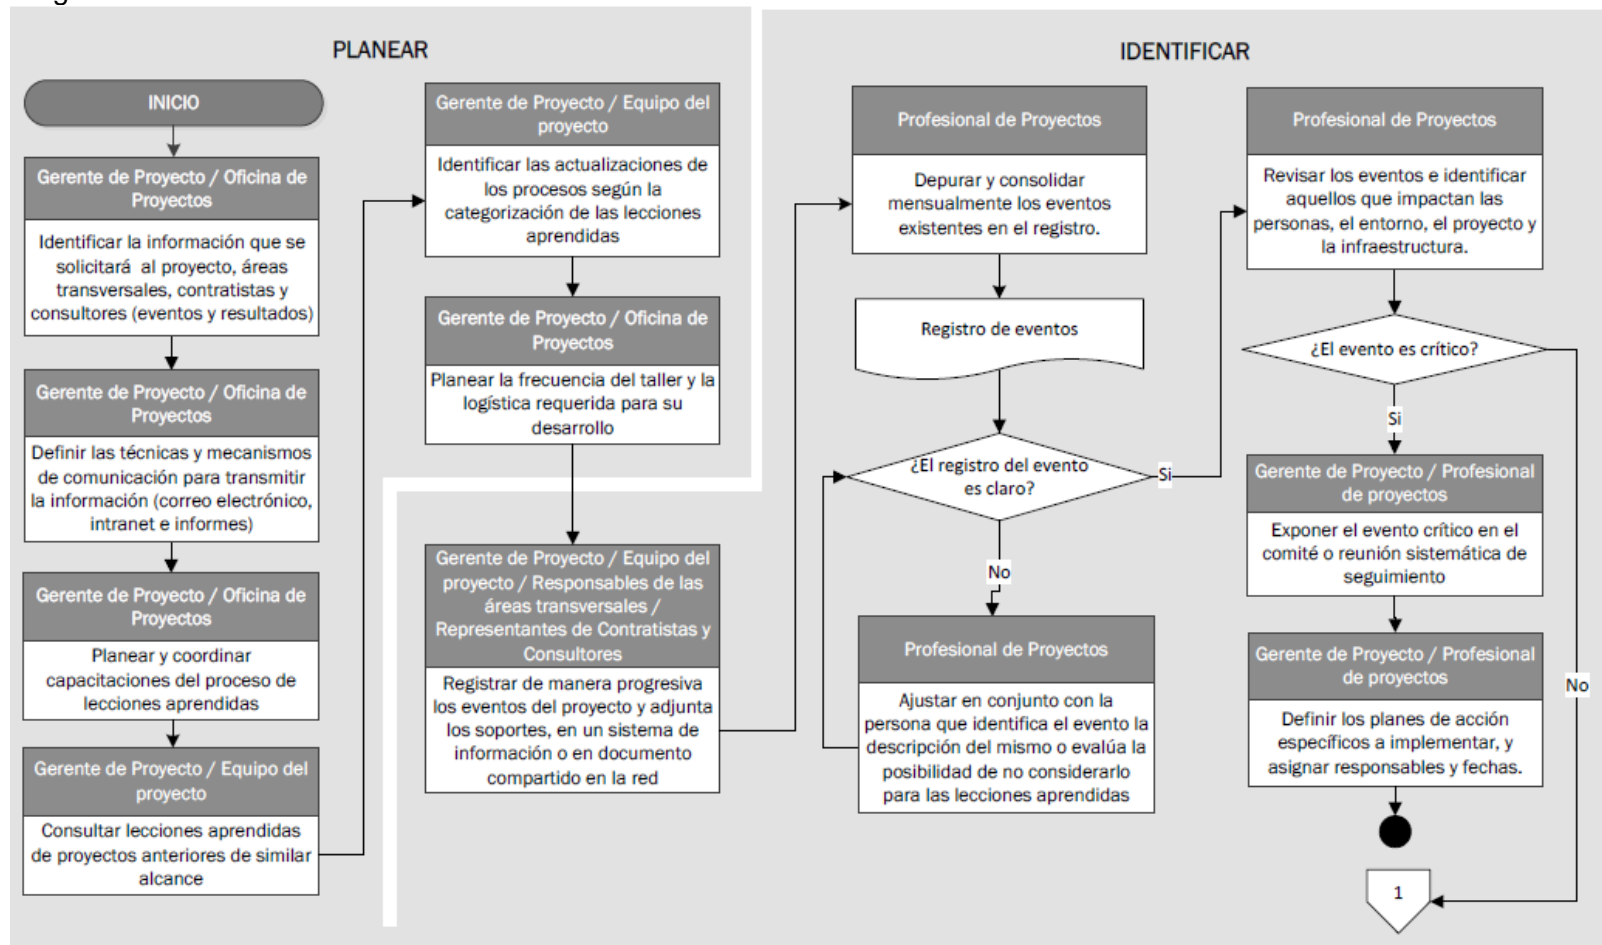 PLANEAR
INICIO
Gerente de Proyecto / Oficina de
Proyectos
Identificar la información que se
solicitará al proyecto, áreas
transversales, contratistas y
consultores (eventos y resultados)
Gerente de Proyecto / Oficina de
Proyectos
Definir las técnicas y mecanismos
de comunicación para transmitir
la información (correo electrónico,
intranet e informes)
Gerente de Proyecto / Oficina de
Proyectos
Planear y coordinar
capacitaciones del proceso de
lecciones aprendidas
Gerente de Proyecto / Equipo del
proyecto
Consultar lecciones aprendidas
de proyectos anteriores de similar
alcance
Gerente de Proyecto / Equipo del
proyecto
Identificar las actualizaciones de
los procesos según la
categorización de las lecciones
aprendidas
Gerente de Proyecto / Oficina de
Proyectos
Planear la frecuencia del taller y la
logística requerida para su
desarrollo
IDENTIFICAR
Gerente de Proyecto / Equipo del
proyecto / Responsables de las
áreas transversales /
Representantes de Contratistas y
Consultores
Registrar de manera progresiva
los eventos del proyecto y adjunta
los soportes, en un sistema de
información o en documento
compartido en la red
Profesional de Proyectos
Depurar y consolidar
mensualmente los eventos
existentes en el registro.
Registro de eventos
¿El registro del evento
es claro?
Si
No
Profesional de Proyectos
Ajustar en conjunto con la
persona que identifica el evento la
descripción del mismo o evalúa la
posibilidad de no considerarlo
para las lecciones aprendidas
Profesional de Proyectos
Revisar los eventos e identificar
aquellos que impactan las
personas, el entorno, el proyecto y
la infraestructura.
¿El evento es crítico?
Si
No
Gerente de Proyecto / Profesional
de proyectos
Exponer el evento crítico en el
comité o reunión sistemática de
seguimiento
Gerente de Proyecto / Profesional
de proyectos
Definir los planes de acción
específicos a implementar, y
asignar responsables y fechas.
1